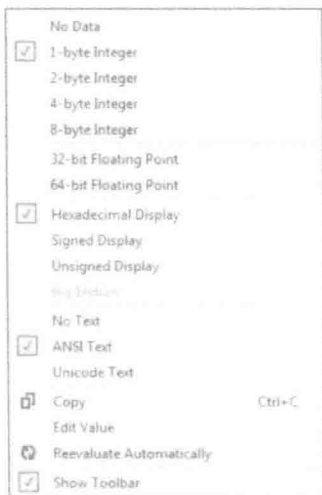 No Data
1-byte Integer
2-byte Integer
4-byte Integer
8-byte Integer
32-bit Floating Point
64-bit Floating Point
Hexadecimal Display
Signed Display
Unsigned Display
Big Endian
No Text
ANSI Text
Unicode Text
Copy Ctrl+C
Edit Value
Reevaluate Automatically
Show Toolbar